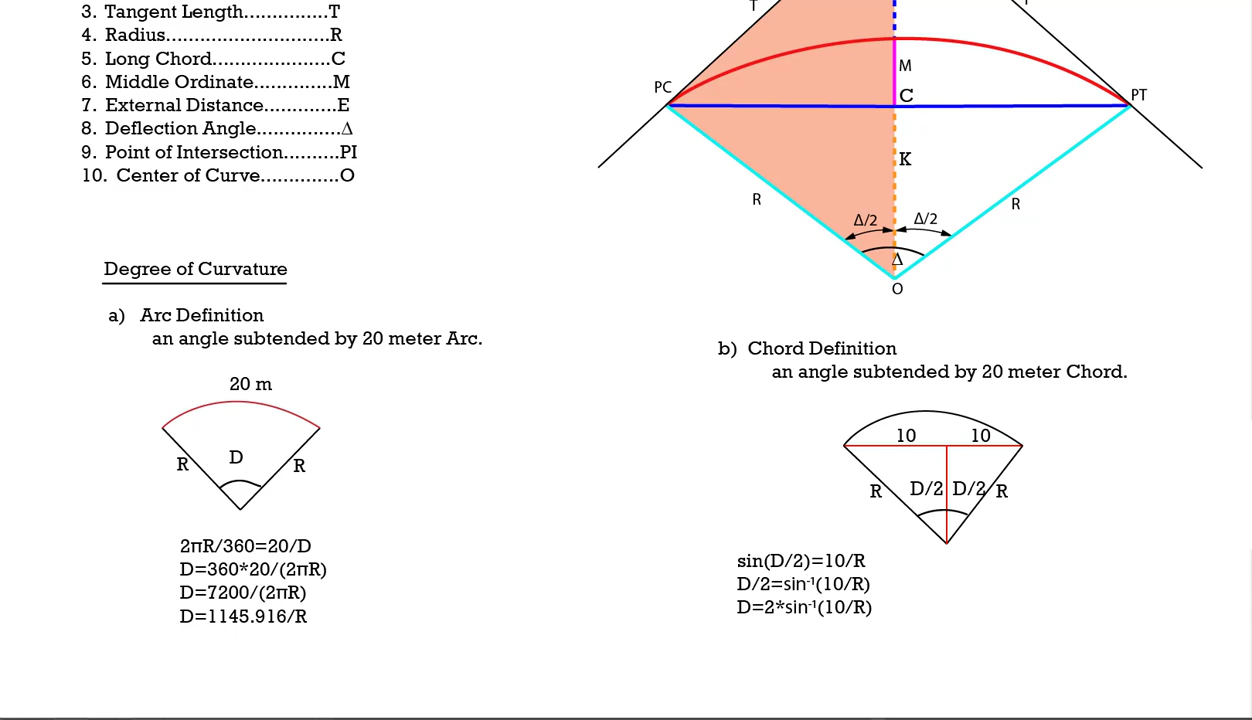 3. Tangent Length...............T
4. Radius.............................R
5. Long Chord.....................C
6. Middle Ordinate..............M
7. External Distance.............E
8. Deflection Angle...............Δ
9. Point of Intersection..........PI
10. Center of Curve..............O
T
M
PC
C
PT
K
R
R
Δ/2
Δ/2
Δ
O
Degree of Curvature
a) Arc Definition
an angle subtended by 20 meter Arc.
20 m
R
D
R
2πR/360=20/D
D=360*20/(2πR)
D=7200/(2πR)
D=1145.916/R
b) Chord Definition
an angle subtended by 20 meter Chord.
10 10
R D/2 D/2 R
sin(D/2)=10/R
D/2=sin⁻¹(10/R)
D=2*sin⁻¹(10/R)